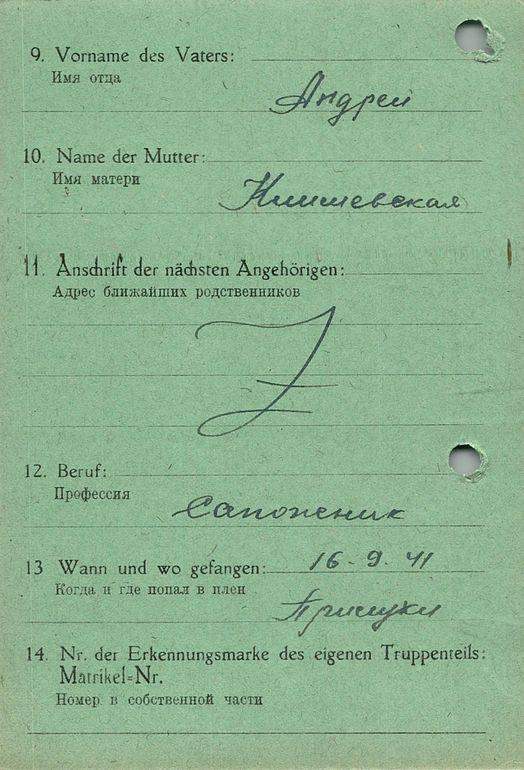 9. Vorname des Vaters:
Имя отца
Андрей
10. Name der Mutter:
Имя матери
11. Anschrift der nächsten Angehörigen:
Адрес ближайших родственников
12. Beruf:
Профессия
Сапожник
13 Wann und wo gefangen: 16-9-41
Когда и где попал в плен
Прилуки
14. Nr. der Erkennungsmarke des eigenen Truppenteils:
Matrikel=Nr.
Номер в собственной части